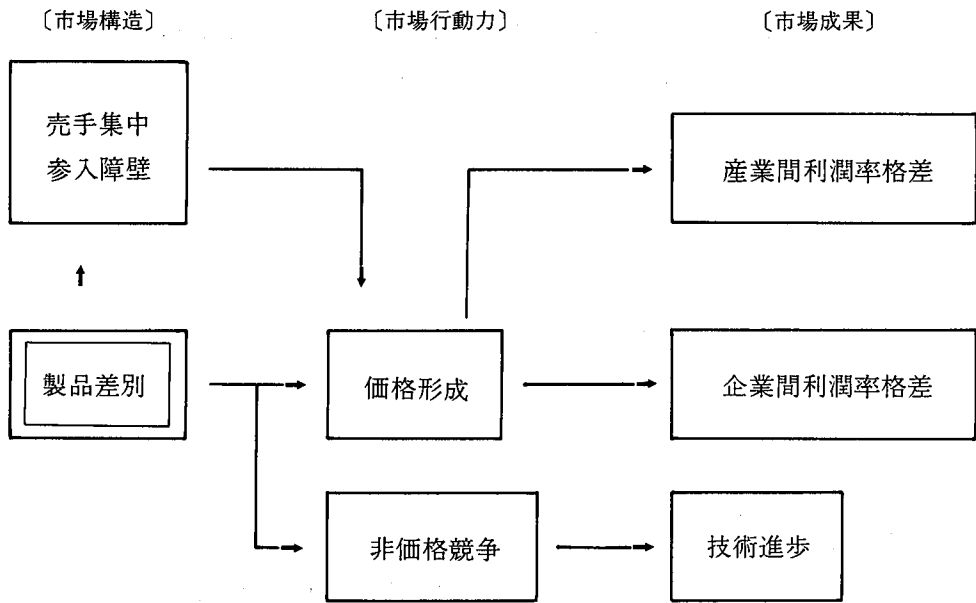 〔市場構造〕
〔市場行動力〕
〔市場成果〕
売手集中
参入障壁
産業間利潤率格差
製品差別
価格形成
企業間利潤率格差
非価格競争
技術進歩